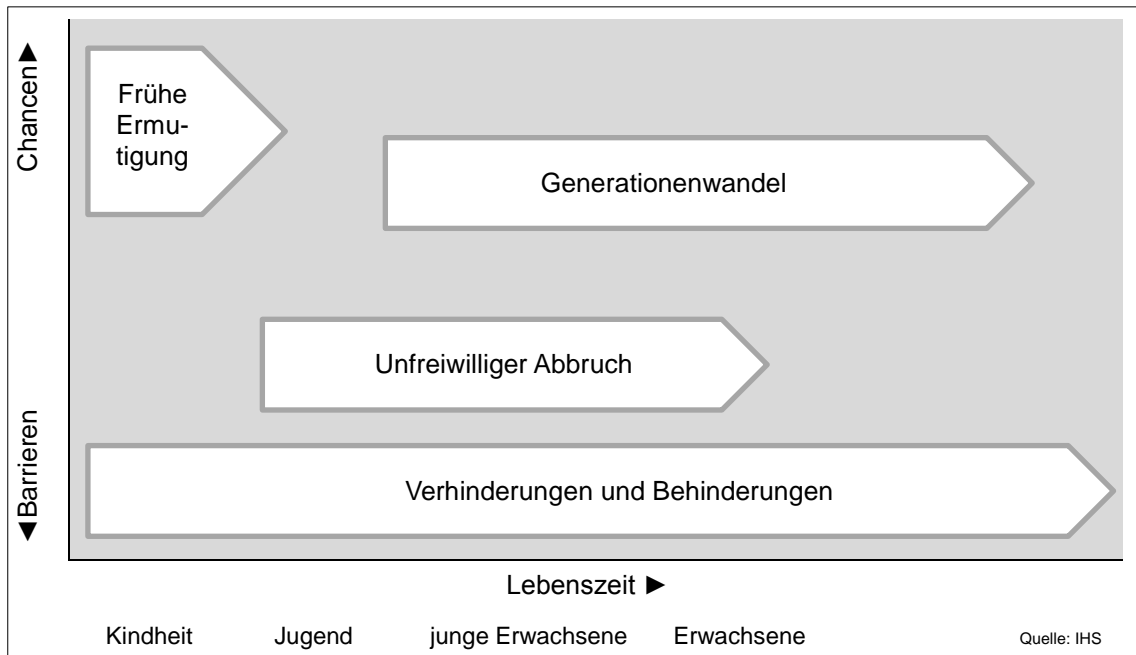 Chancen►
◄Barrieren
Frühe
Ermu-
tigung
Generationenwandel
Unfreiwilliger Abbruch
Verhinderungen und Behinderungen
Lebenszeit ►
Kindheit Jugend junge Erwachsene Erwachsene Quelle: IHS